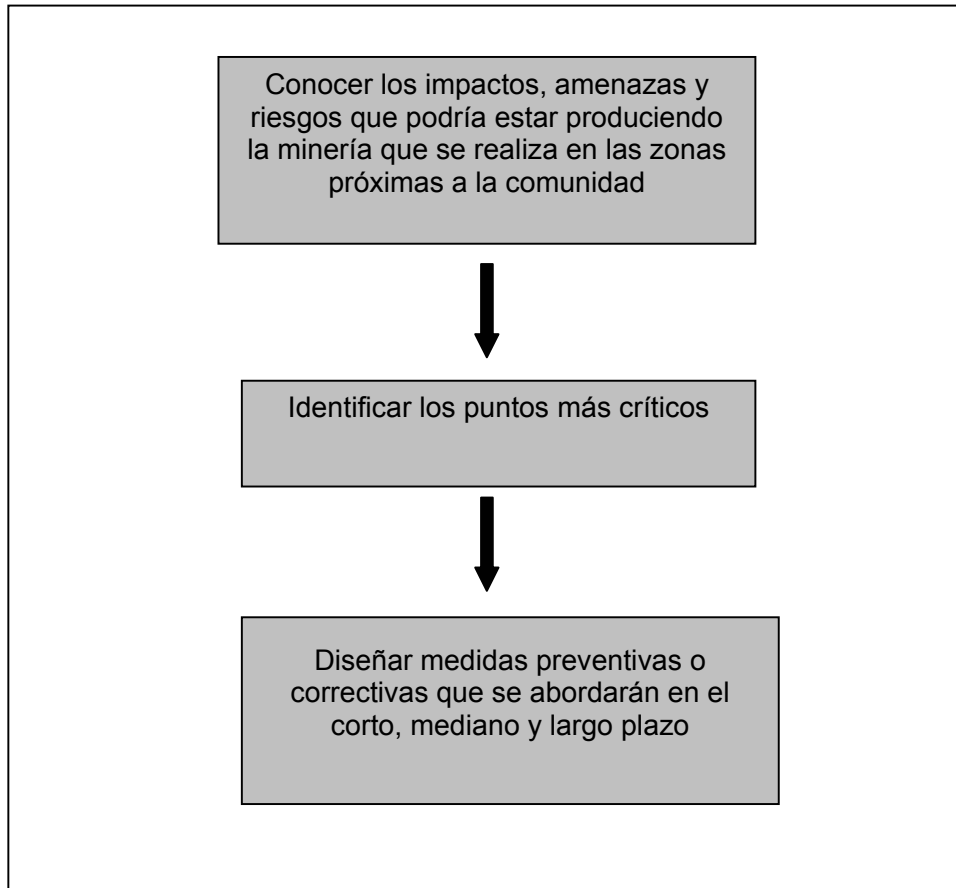 Conocer los impactos, amenazas y
riesgos que podría estar produciendo
la minería que se realiza en las zonas
próximas a la comunidad
Identificar los puntos más críticos
Diseñar medidas preventivas o
correctivas que se abordarán en el
corto, mediano y largo plazo